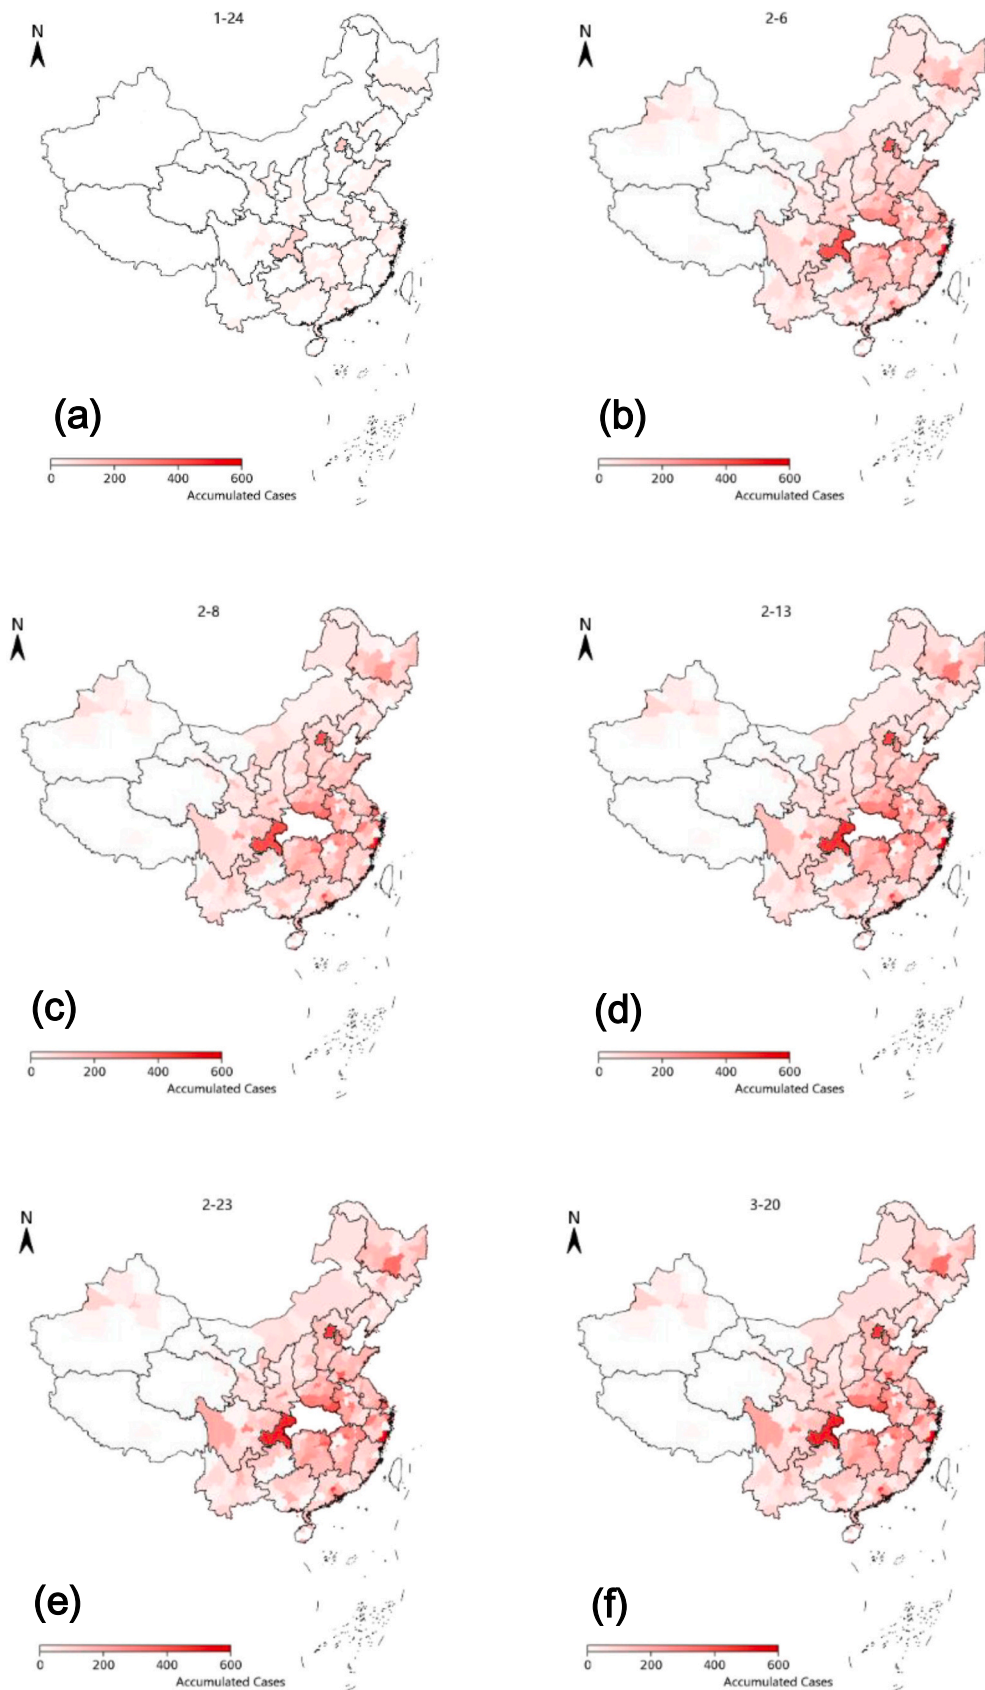 1-24
N
(a)
0 200 400 600
Accumulated Cases
2-6
N
(b)
0 200 400 600
Accumulated Cases
2-8
N
(c)
0 200 400 600
Accumulated Cases
2-13
N
(d)
0 200 400 600
Accumulated Cases
2-23
N
(e)
0 200 400 600
Accumulated Cases
3-20
N
(f)
0 200 400 600
Accumulated Cases